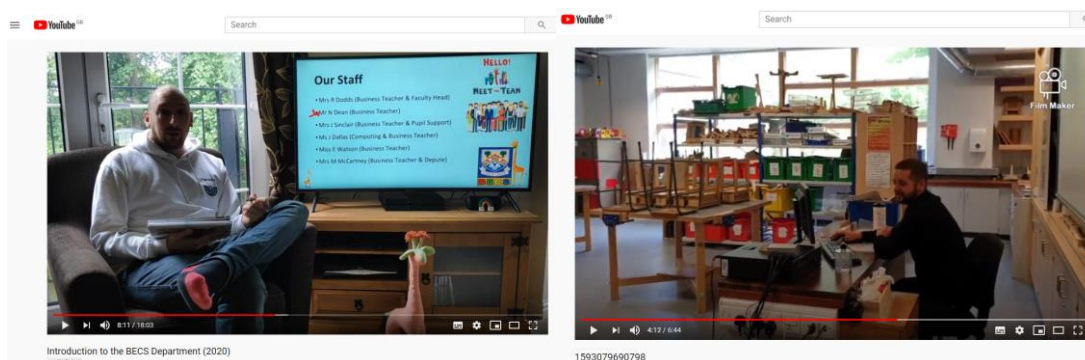 YouTube GB
Search
Our Staff
•Mrs R Dodds (Business Teacher & Faculty Head)
Mr N Dean (Business Teacher)
•Mrs J Sinclair (Business Teacher & Pupil Support)
•Ms J Dallas (Computing & Business Teacher)
•Miss E Watson (Business Teacher)
•Mrs M McCartney (Business Teacher & Depute)
HELLO!
MEET THE TEAM
BECS
8:11 / 18:03
Introduction to the BECS Department (2020)
YouTube GB
Search
Film Maker
4:12 / 6:44
1593079690798